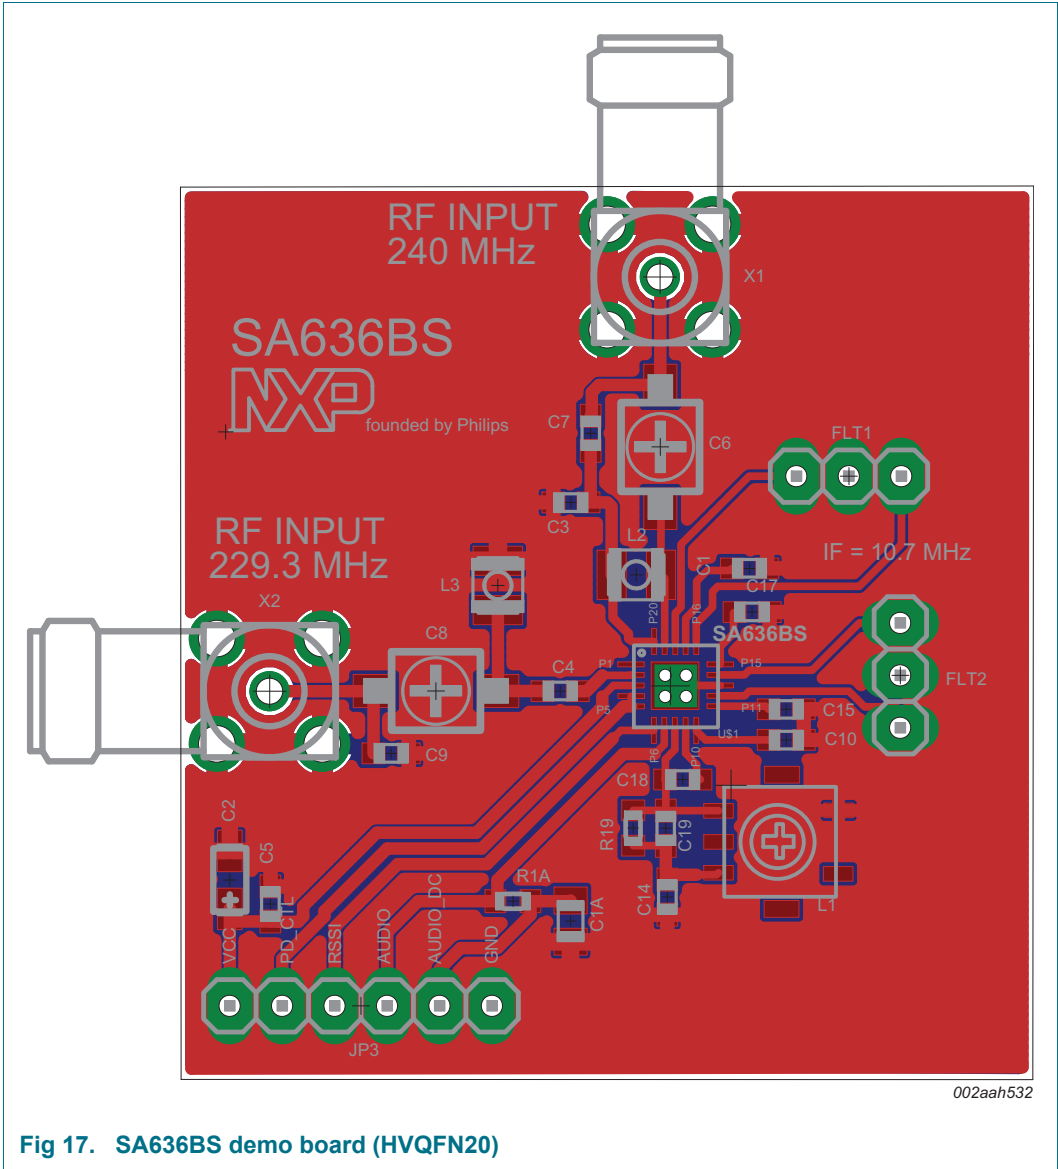 RF INPUT
240 MHz
X1
SA636BS
NXP
founded by Philips
C7
C6
FLT1
C3
L2
RF INPUT
229.3 MHz
IF = 10.7 MHz
C1
C17
L3
X2
P20
P16
SA636BS
C8
C4
P1
P15
FLT2
P5
P11
C15
U$1
C10
C9
P6
P10
C18
C2
C5
R19
C19
R1A
C14
C1A
L1
VCC
PD_CTL
RSSI
AUDIO
AUDIO_DC
GND
JP3
002aah532
Fig 17. SA636BS demo board (HVQFN20)